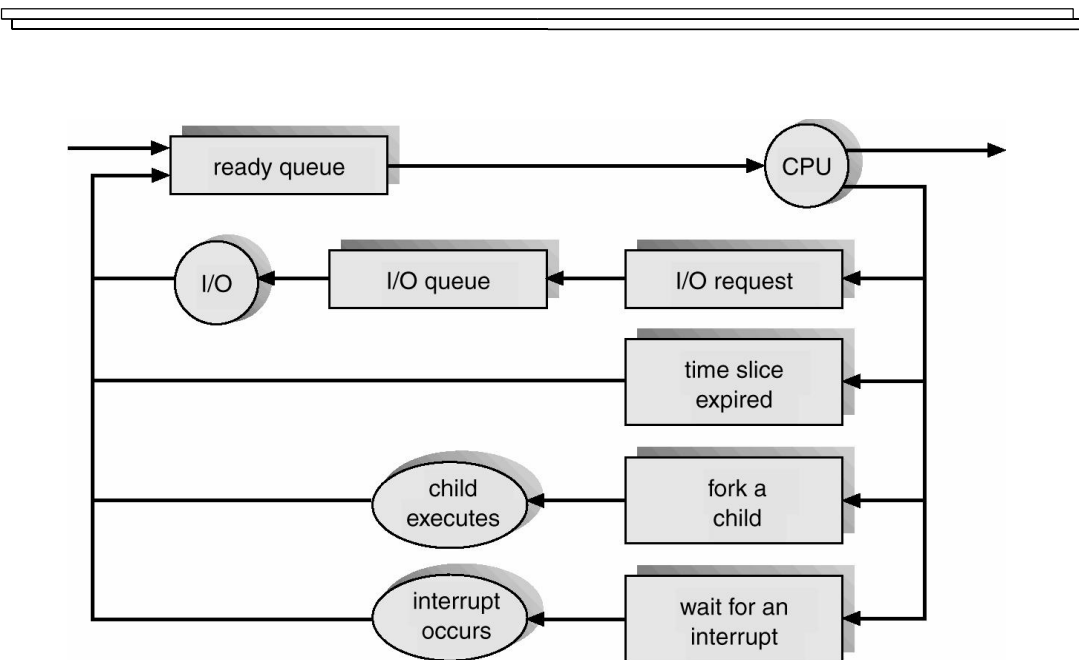 ready queue
CPU
I/O
I/O queue
I/O request
time slice
expired
child
executes
fork a
child
interrupt
occurs
wait for an
interrupt